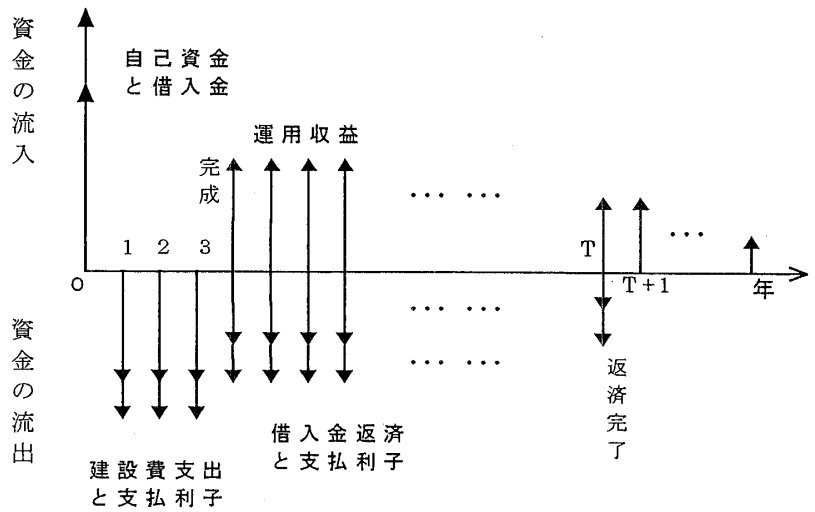 資金の流入
自己資金
と借入金
運用収益
完成
… …
1 2 3
T
…
0
T+1
年
… …
… …
資金の流出
返済完了
借入金返済
と支払利子
建設費支出
と支払利子